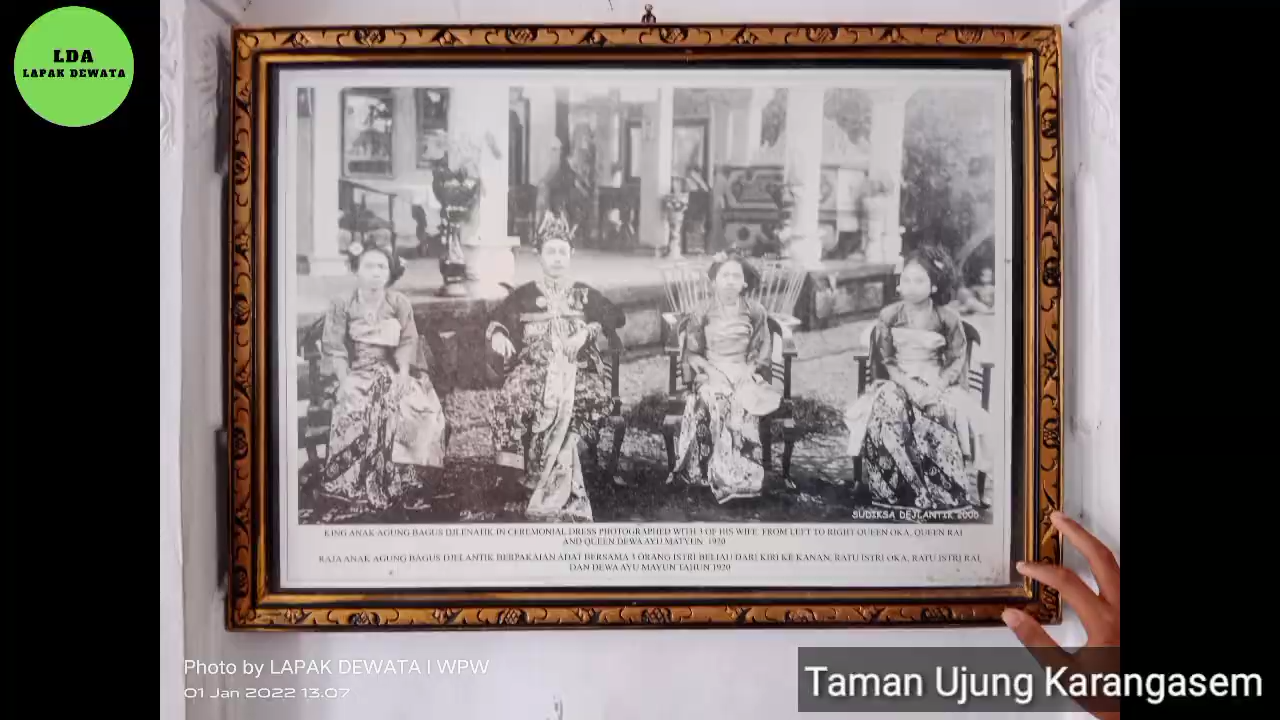 LDA
LAPAK DEWATA
SUDIKSA DEJLANTIK 2000
KING ANAK AGUNG BAGUS DJLENATIK IN CEREMONIAL DRESS PHOTOGRAPHED WITH 3 OF HIS WIFE, FROM LEFT TO RIGHT QUEEN OKA, QUEEN RAI
AND QUEEN DEWA AYU MATYUN 1920
RAJA ANAK AGUNG BAGUS DJELANTIK BERPAKAIAN ADAT BERSAMA 3 ORANG ISTRI BELIAU DARI KIRI KE KANAN, RATU ISTRI OKA, RATU ISTRI RAI,
DAN DEWA AYU MAYUN TAHUN 1920
Photo by LAPAK DEWATA I WPW
01 Jan 2022 13.07
Taman Ujung Karangasem